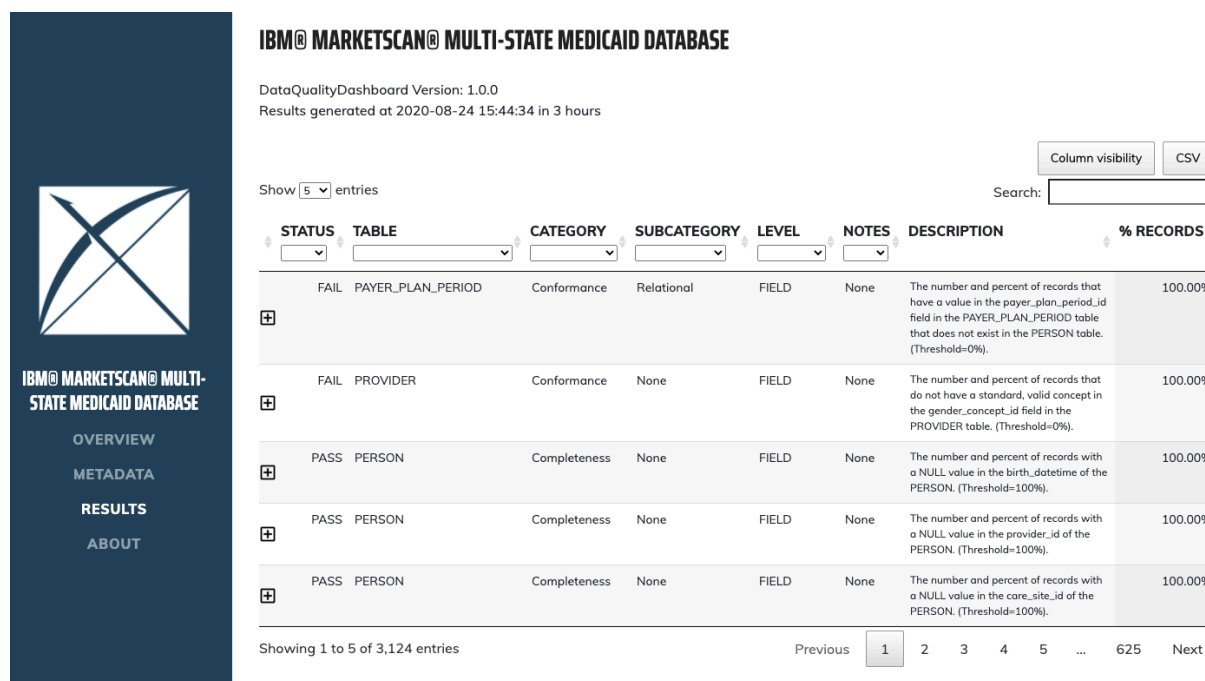 IBM® MARKETSCAN® MULTI-STATE MEDICAID DATABASE
DataQualityDashboard Version: 1.0.0
Results generated at 2020-08-24 15:44:34 in 3 hours
Column visibility CSV
Show 5 entries
Search:
STATUS TABLE CATEGORY SUBCATEGORY LEVEL NOTES DESCRIPTION % RECORDS
FAIL PAYER_PLAN_PERIOD Conformance Relational FIELD None The number and percent of records that 100.00%
have a value in the payer_plan_period_id
field in the PAYER_PLAN_PERIOD table
that does not exist in the PERSON table.
(Threshold=0%).
FAIL PROVIDER Conformance None FIELD None The number and percent of records that 100.00%
do not have a standard, valid concept in
the gender_concept_id field in the
PROVIDER table. (Threshold=0%).
PASS PERSON Completeness None FIELD None The number and percent of records with 100.00%
a NULL value in the birth_datetime of the
PERSON. (Threshold=100%).
PASS PERSON Completeness None FIELD None The number and percent of records with 100.00%
a NULL value in the provider_id of the
PERSON. (Threshold=100%).
PASS PERSON Completeness None FIELD None The number and percent of records with 100.00%
a NULL value in the care_site_id of the
PERSON. (Threshold=100%).
Showing 1 to 5 of 3,124 entries
Previous 1 2 3 4 5 ... 625 Next
IBM® MARKETSCAN® MULTI-
STATE MEDICAID DATABASE
OVERVIEW
METADATA
RESULTS
ABOUT